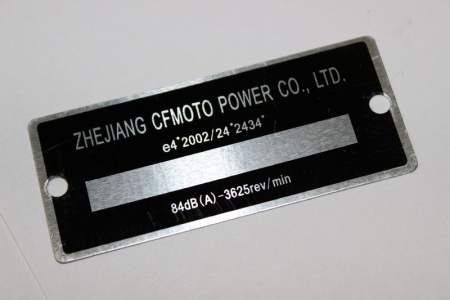 ZHEJIANG CFMOTO POWER CO., LTD.
e4*2002/24*2434*
84dB(A)-3625rev/min